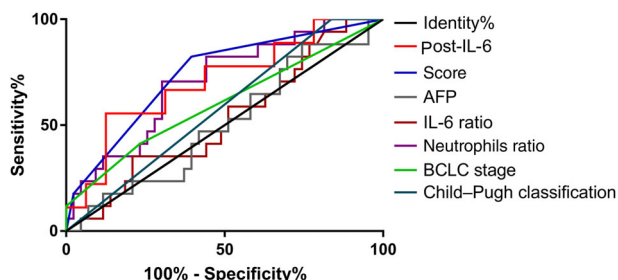 Sensitivity%
100
50
0
0
50
100
100% - Specificity%
Identity%
Post-IL-6
Score
AFP
IL-6 ratio
Neutrophils ratio
BCLC stage
Child–Pugh classification